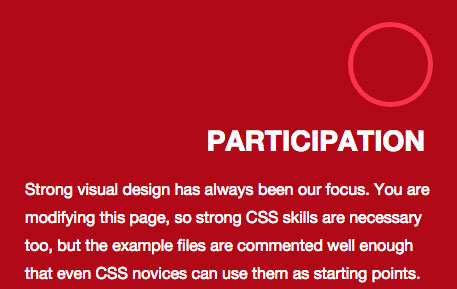 PARTICIPATION
Strong visual design has always been our focus. You are
modifying this page, so strong CSS skills are necessary
too, but the example files are commented well enough
that even CSS novices can use them as starting points.